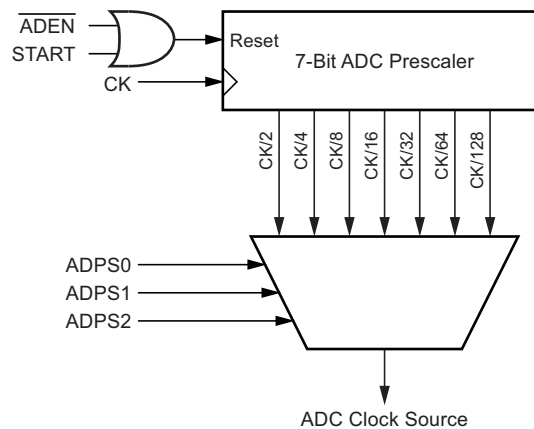 ADEN
START
Reset
7-Bit ADC Prescaler
CK
CK/2
CK/4
CK/8
CK/16
CK/32
CK/64
CK/128
ADPS0
ADPS1
ADPS2
ADC Clock Source